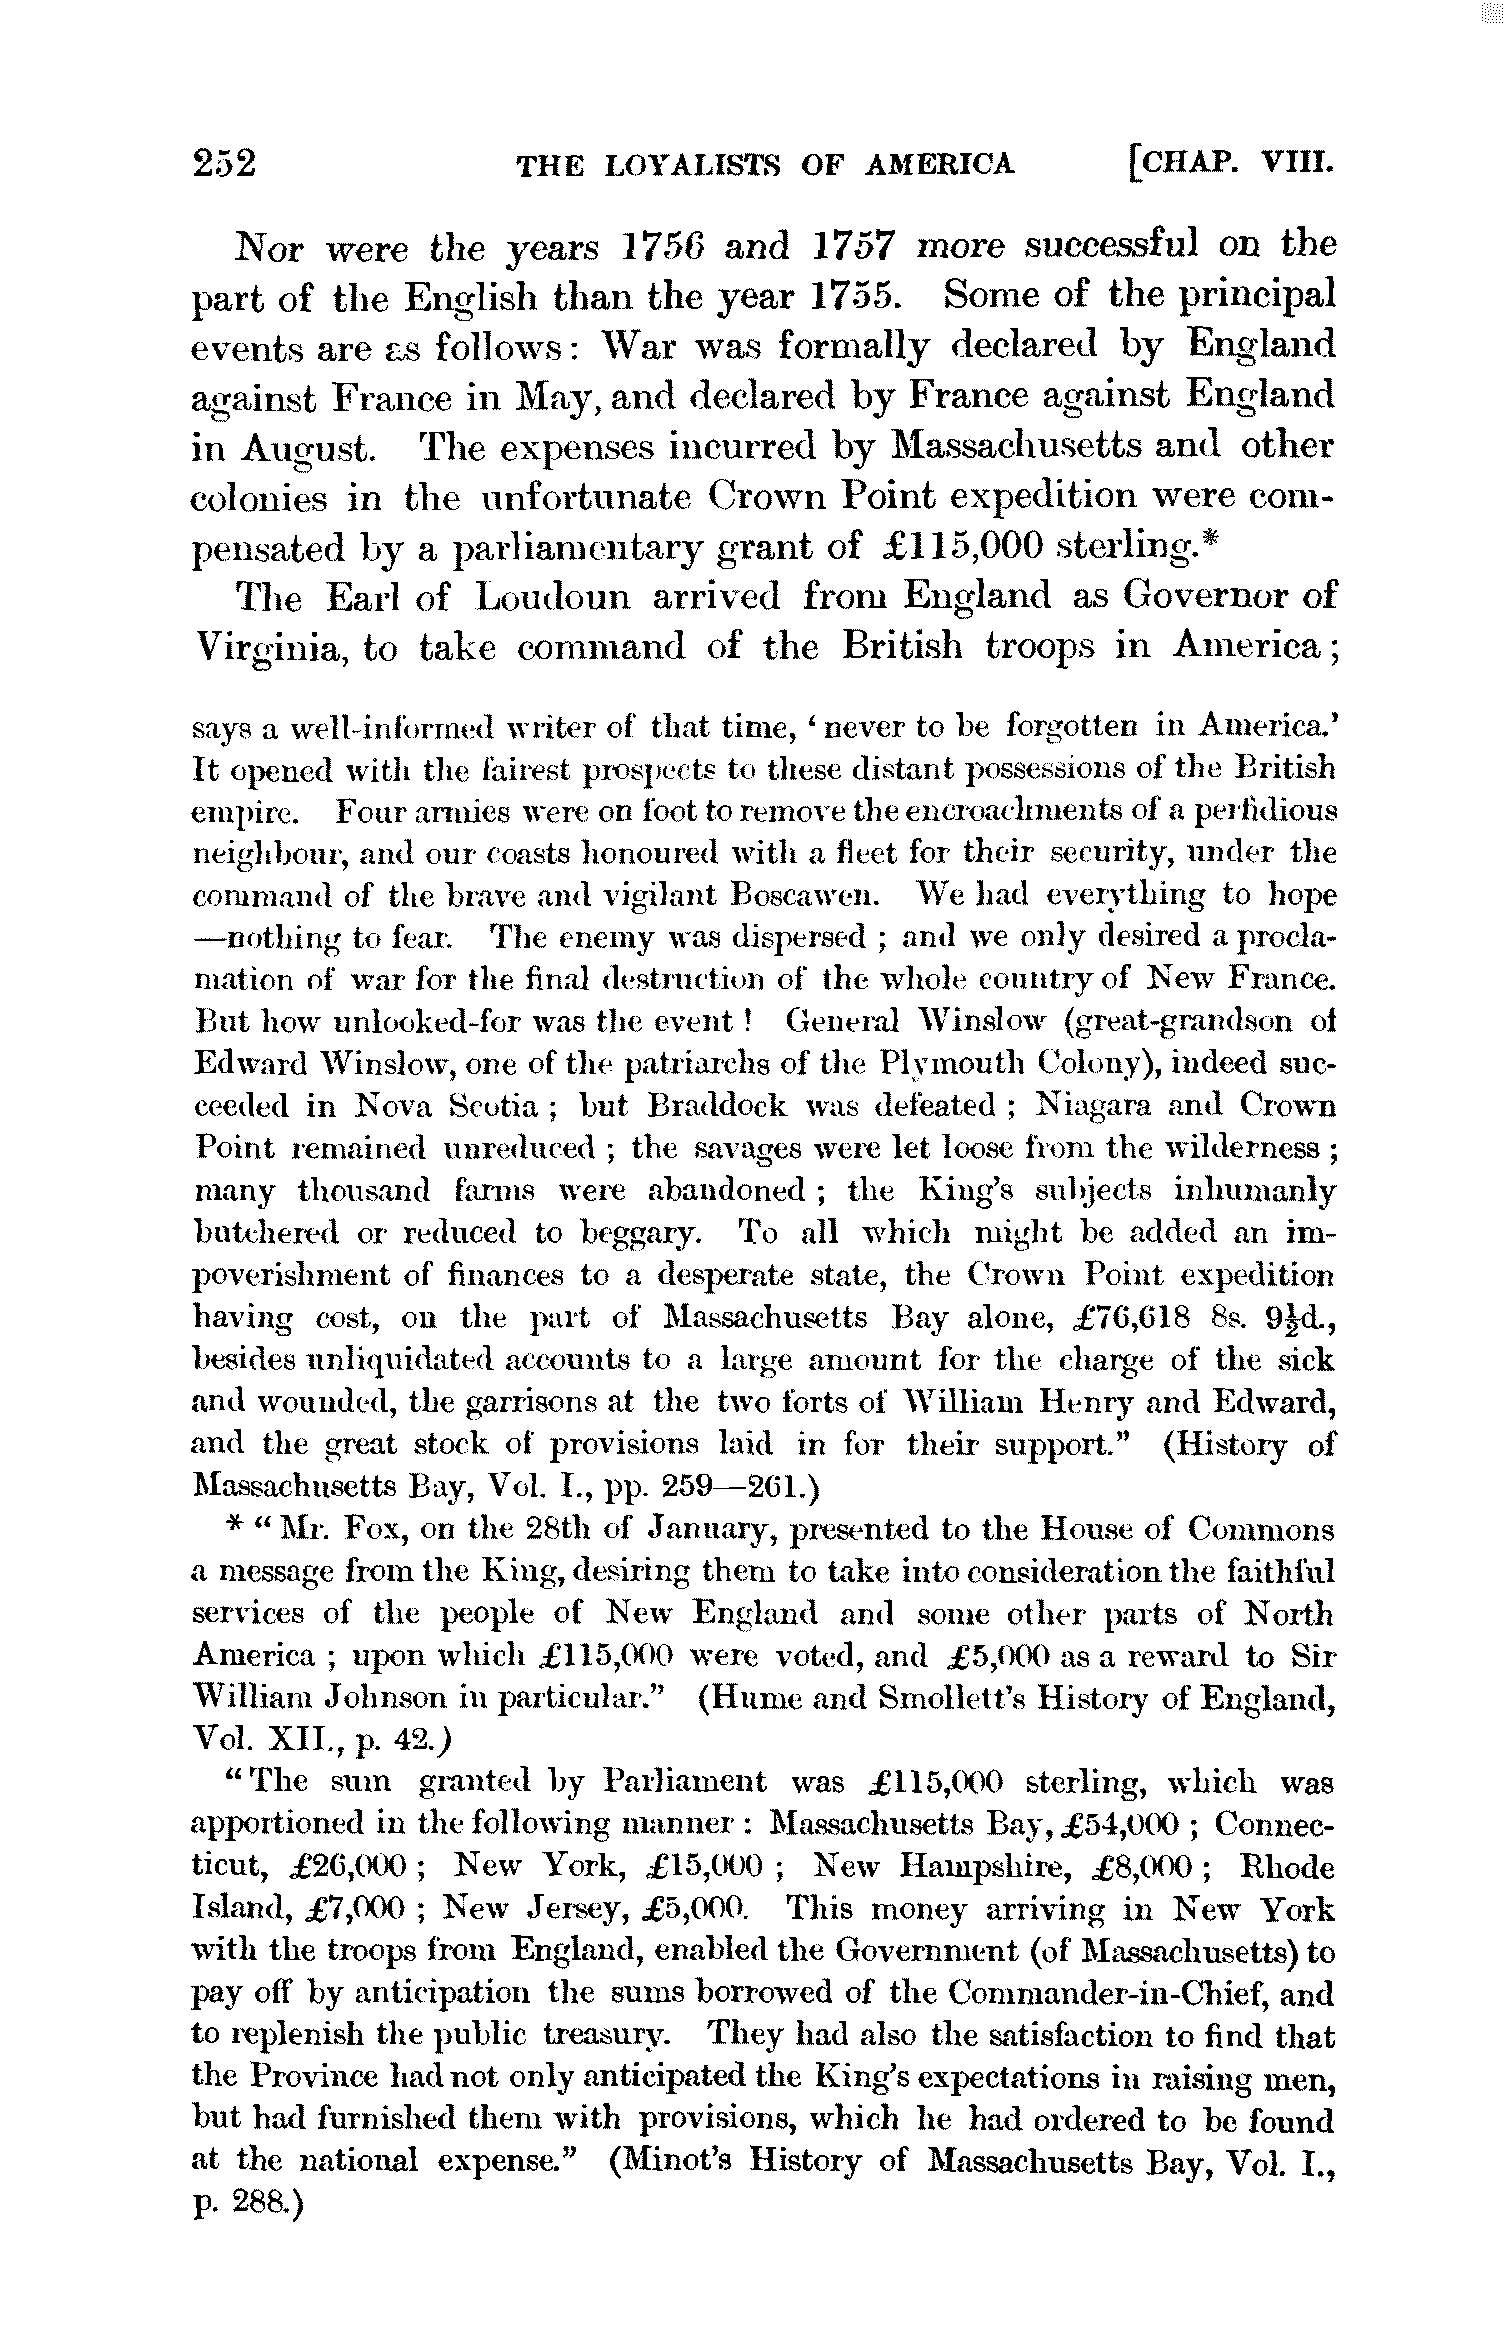 252 THE LOYALISTS OF AMERICA [CHAP. VIII.
Nor were the years 1756 and 1757 more successful on the
part of the English than the year 1755. Some of the principal
events are as follows: War was formally declared by England
against France in May, and declared by France against England
in August. The expenses incurred by Massachusetts and other
colonies in the unfortunate Crown Point expedition were com-
pensated by a parliamentary grant of £115,000 sterling.*
The Earl of Loudoun arrived from England as Governor of
Virginia, to take command of the British troops in America;
says a well-informed writer of that time, ‘never to be forgotten in America.’
It opened with the fairest prospects to these distant possessions of the British
empire. Four armies were on foot to remove the encroachments of a perfidious
neighbour, and our coasts honoured with a fleet for their security, under the
command of the brave and vigilant Boscawen. We had everything to hope
—nothing to fear. The enemy was dispersed ; and we only desired a procla-
mation of war for the final destruction of the whole country of New France.
But how unlooked-for was the event ! General Winslow (great-grandson of
Edward Winslow, one of the patriarchs of the Plymouth Colony), indeed suc-
ceeded in Nova Scotia ; but Braddock was defeated ; Niagara and Crown
Point remained unreduced ; the savages were let loose from the wilderness ;
many thousand farms were abandoned ; the King's subjects inhumanly
butchered or reduced to beggary. To all which might be added an im-
poverishment of finances to a desperate state, the Crown Point expedition
having cost, on the part of Massachusetts Bay alone, £76,618 8s. 9½d.,
besides unliquidated accounts to a large amount for the charge of the sick
and wounded, the garrisons at the two forts of William Henry and Edward,
and the great stock of provisions laid in for their support.” (History of
Massachusetts Bay, Vol. I., pp. 259—261.)
* “ Mr. Fox, on the 28th of January, presented to the House of Commons
a message from the King, desiring them to take into consideration the faithful
services of the people of New England and some other parts of North
America ; upon which £115,000 were voted, and £5,000 as a reward to Sir
William Johnson in particular.” (Hume and Smollett's History of England,
Vol. XII., p. 42.)
“ The sum granted by Parliament was £115,000 sterling, which was
apportioned in the following manner : Massachusetts Bay, £54,000 ; Connec-
ticut, £26,000 ; New York, £15,000 ; New Hampshire, £8,000 ; Rhode
Island, £7,000 ; New Jersey, £5,000. This money arriving in New York
with the troops from England, enabled the Government (of Massachusetts) to
pay off by anticipation the sums borrowed of the Commander-in-Chief, and
to replenish the public treasury. They had also the satisfaction to find that
the Province had not only anticipated the King's expectations in raising men,
but had furnished them with provisions, which he had ordered to be found
at the national expense.” (Minot's History of Massachusetts Bay, Vol. I.,
p. 288.)